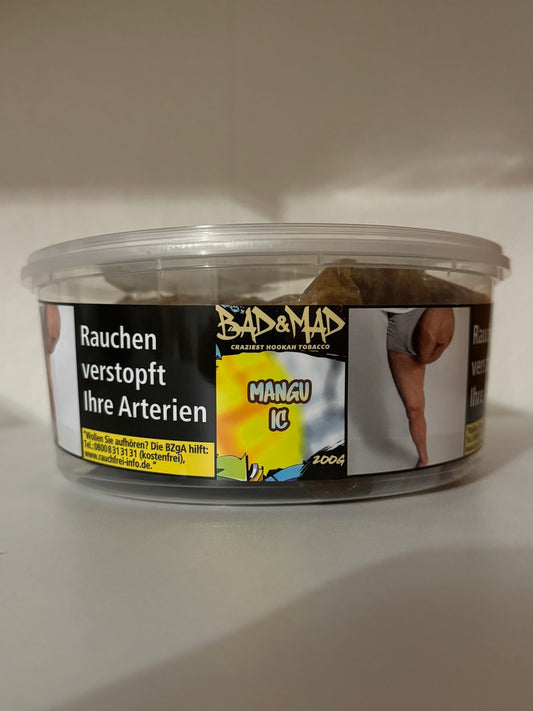 Rauchen
verstopft
Ihre Arterien
"Wollen Sie aufhören? Die BZgA hilft:
Tel.:0800 8 31 31 31 (kostenfrei),
www.rauchfrei-info.de."
BAD&MAD
CRAZIEST HOOKAH TOBACCO
MANGU
IC
200G